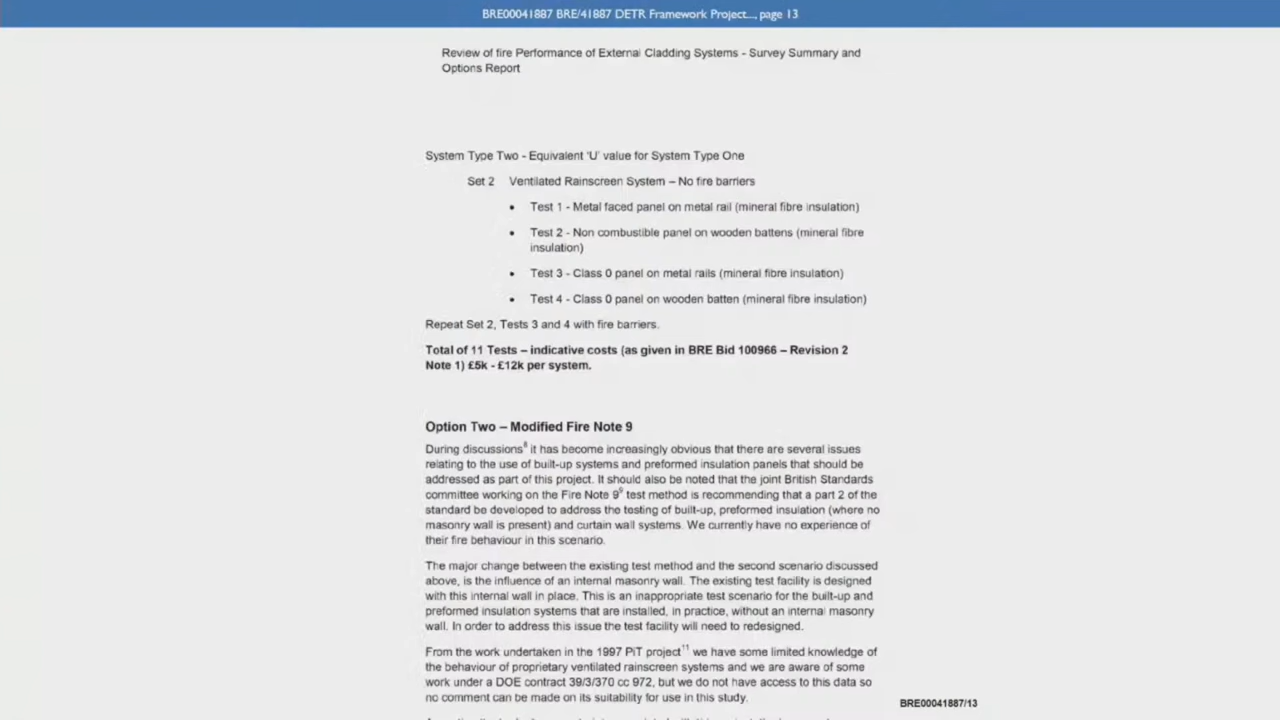 BRE00041887 BRE/41887 DETR Framework Project..., page 13
Review of fire Performance of External Cladding Systems - Survey Summary and
Options Report
System Type Two - Equivalent 'U' value for System Type One
Set 2 Ventilated Rainscreen System – No fire barriers
• Test 1 - Metal faced panel on metal rail (mineral fibre insulation)
• Test 2 - Non combustible panel on wooden battens (mineral fibre
insulation)
• Test 3 - Class 0 panel on metal rails (mineral fibre insulation)
• Test 4 - Class 0 panel on wooden batten (mineral fibre insulation)
Repeat Set 2, Tests 3 and 4 with fire barriers.
Total of 11 Tests – indicative costs (as given in BRE Bid 100966 – Revision 2
Note 1) £5k - £12k per system.
Option Two – Modified Fire Note 9
During discussions⁸ it has become increasingly obvious that there are several issues
relating to the use of built-up systems and preformed insulation panels that should be
addressed as part of this project. It should also be noted that the joint British Standards
committee working on the Fire Note 9⁹ test method is recommending that a part 2 of the
standard be developed to address the testing of built-up, preformed insulation (where no
masonry wall is present) and curtain wall systems. We currently have no experience of
their fire behaviour in this scenario.
The major change between the existing test method and the second scenario discussed
above, is the influence of an internal masonry wall. The existing test facility is designed
with this internal wall in place. This is an inappropriate test scenario for the built-up and
preformed insulation systems that are installed, in practice, without an internal masonry
wall. In order to address this issue the test facility will need to redesigned.
From the work undertaken in the 1997 PiT project¹¹ we have some limited knowledge of
the behaviour of proprietary ventilated rainscreen systems and we are aware of some
work under a DOE contract 39/3/370 cc 972, but we do not have access to this data so
no comment can be made on its suitability for use in this study.
BRE00041887/13